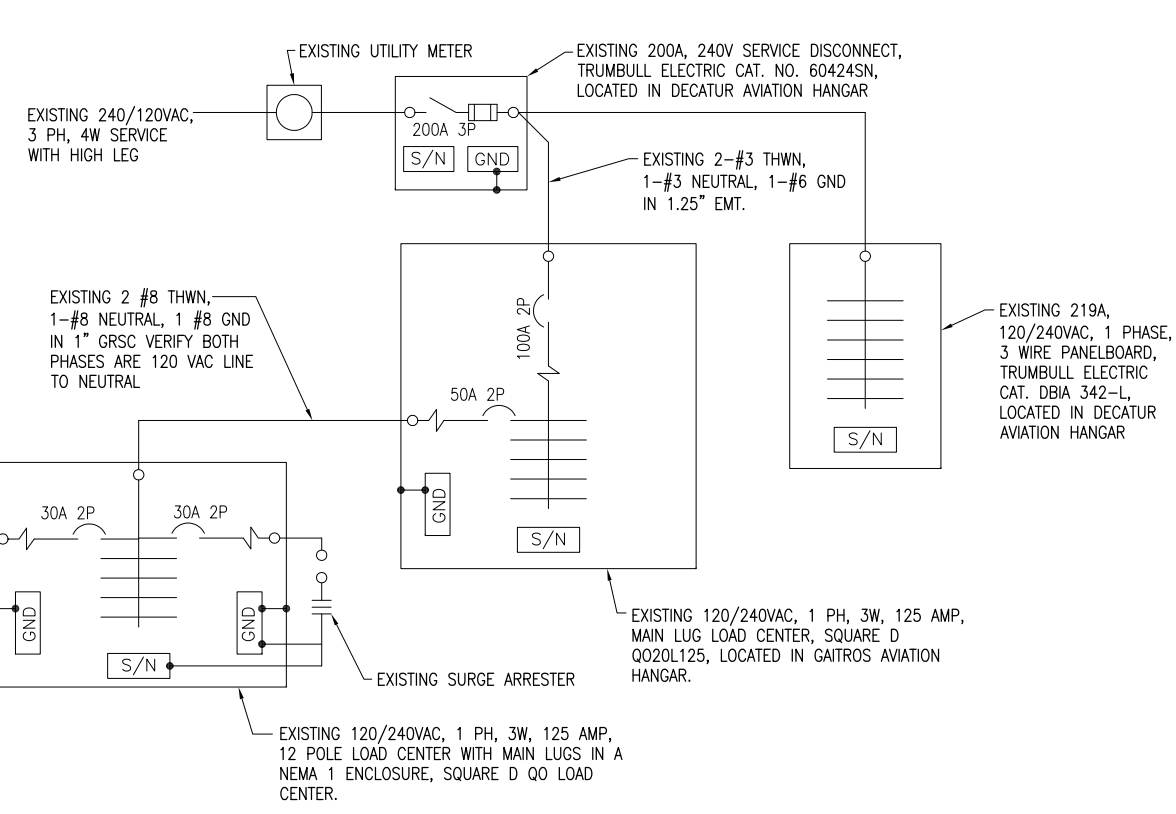 EXISTING UTILITY METER
EXISTING 200A, 240V SERVICE DISCONNECT,
TRUMBULL ELECTRIC CAT. NO. 60424SN,
LOCATED IN DECATUR AVIATION HANGAR
EXISTING 240/120VAC,
3 PH, 4W SERVICE
WITH HIGH LEG
200A 3P
S/N
GND
EXISTING 2-#3 THWN,
1-#3 NEUTRAL, 1-#6 GND
IN 1.25" EMT.
EXISTING 2 #8 THWN,
1-#8 NEUTRAL, 1 #8 GND
IN 1" GRSC VERIFY BOTH
PHASES ARE 120 VAC LINE
TO NEUTRAL
100A 2P
EXISTING 219A,
120/240VAC, 1 PHASE,
3 WIRE PANELBOARD,
TRUMBULL ELECTRIC
CAT. DBIA 342-L,
LOCATED IN DECATUR
AVIATION HANGAR
50A 2P
S/N
GND
S/N
30A 2P
30A 2P
GND
GND
S/N
EXISTING 120/240VAC, 1 PH, 3W, 125 AMP,
MAIN LUG LOAD CENTER, SQUARE D
QO20L125, LOCATED IN GAITROS AVIATION
HANGAR.
EXISTING SURGE ARRESTER
EXISTING 120/240VAC, 1 PH, 3W, 125 AMP,
12 POLE LOAD CENTER WITH MAIN LUGS IN A
NEMA 1 ENCLOSURE, SQUARE D QO LOAD
CENTER.